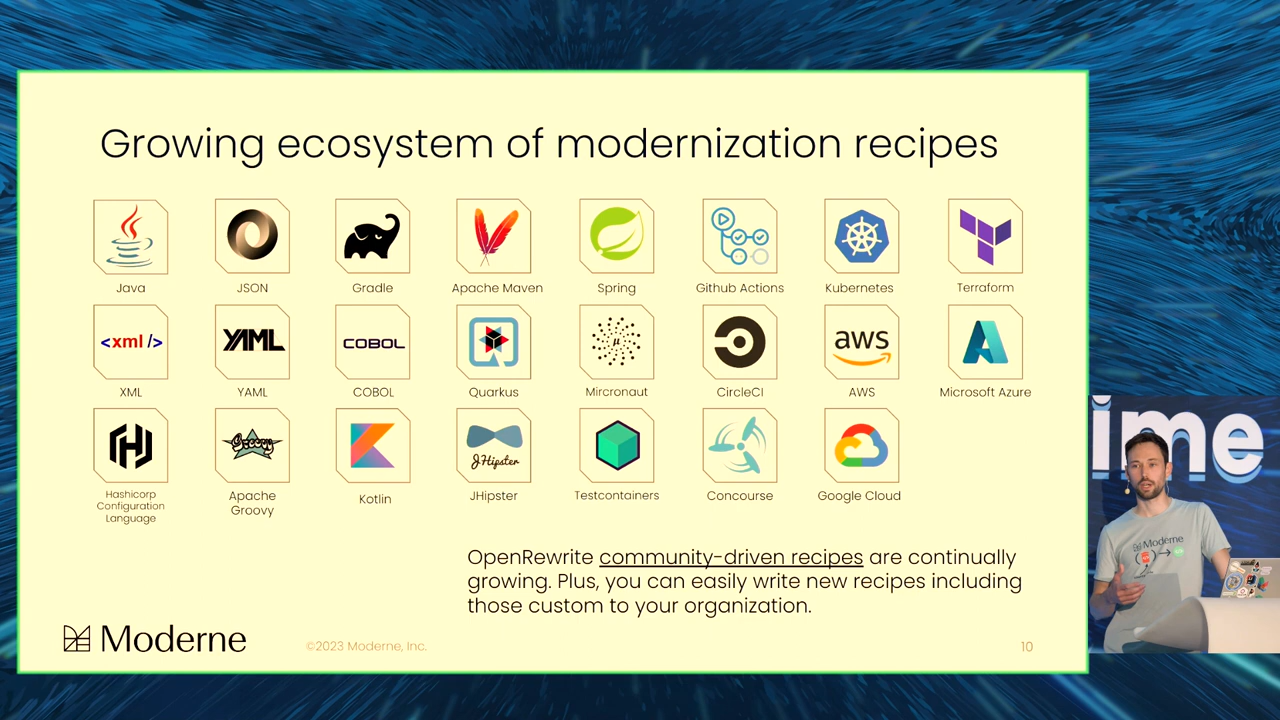 Growing ecosystem of modernization recipes
Java
JSON
Gradle
Apache Maven
Spring
Github Actions
Kubernetes
Terraform
<xml />
YAML
COBOL
µ
aws
XML
YAML
COBOL
Quarkus
Mircronaut
CircleCI
AWS
Microsoft Azure
Groovy
JHipster
Hashicorp
Configuration
Language
Apache
Groovy
Kotlin
JHipster
Testcontainers
Concourse
Google Cloud
OpenRewrite community-driven recipes are continually
growing. Plus, you can easily write new recipes including
those custom to your organization.
Moderne
©2023 Moderne, Inc.
10
ime
Moderne